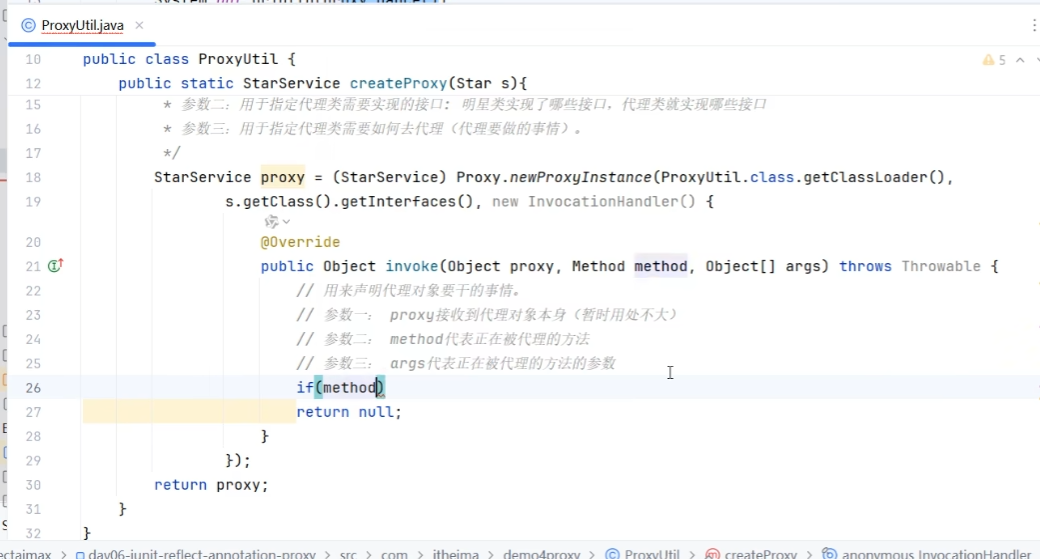 ProxyUtil.java
5
10 public class ProxyUtil {
12 public static StarService createProxy(Star s){
15 * 参数二：用于指定代理类需要实现的接口: 明星类实现了哪些接口，代理类就实现哪些接口
16 * 参数三：用于指定代理类需要如何去代理（代理要做的事情）。
17 */
18 StarService proxy = (StarService) Proxy.newProxyInstance(ProxyUtil.class.getClassLoader(),
19 s.getClass().getInterfaces(), new InvocationHandler() {
20 @Override
21 public Object invoke(Object proxy, Method method, Object[] args) throws Throwable {
22 // 用来声明代理对象要干的事情。
23 // 参数一： proxy接收到代理对象本身（暂时用处不大）
24 // 参数二： method代表正在被代理的方法
25 // 参数三： args代表正在被代理的方法的参数
26 if(method)
27 return null;
28 }
29 });
30 return proxy;
31 }
32 }
day06-junit-reflect-annotation-proxy > src > com > itheima > demo4proxy > ProxyUtil > createProxy > anonymous InvocationHandler